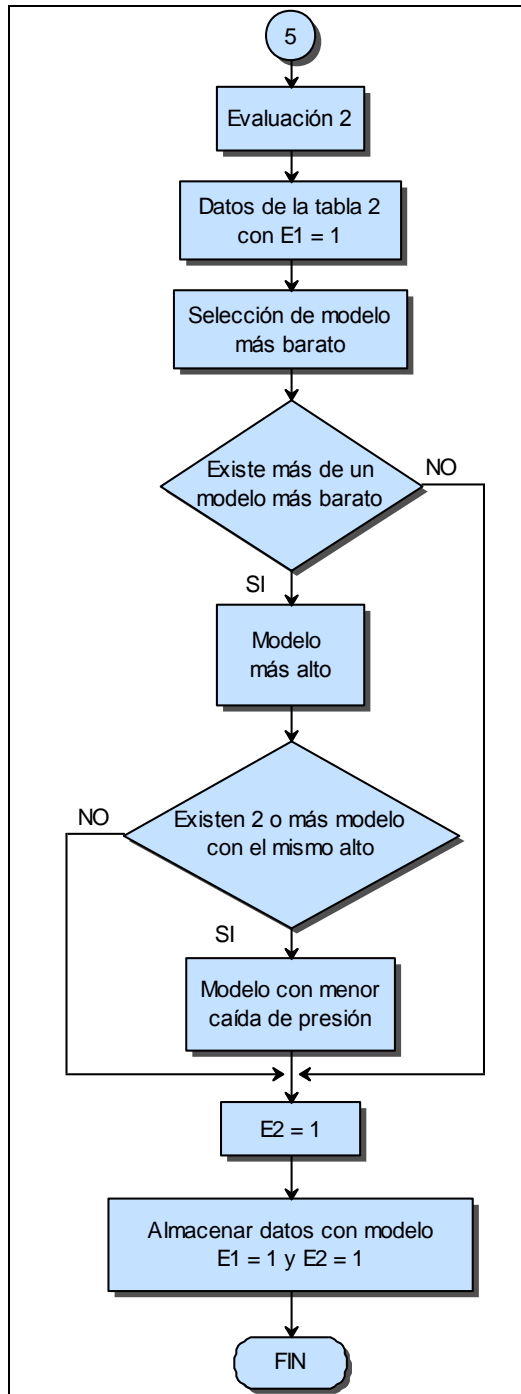 5
Evaluación 2
Datos de la tabla 2
con E1 = 1
Selección de modelo
más barato
Existe más de un
modelo más barato
NO
SI
Modelo
más alto
NO
Existen 2 o más modelo
con el mismo alto
SI
Modelo con menor
caída de presión
E2 = 1
Almacenar datos con modelo
E1 = 1 y E2 = 1
FIN